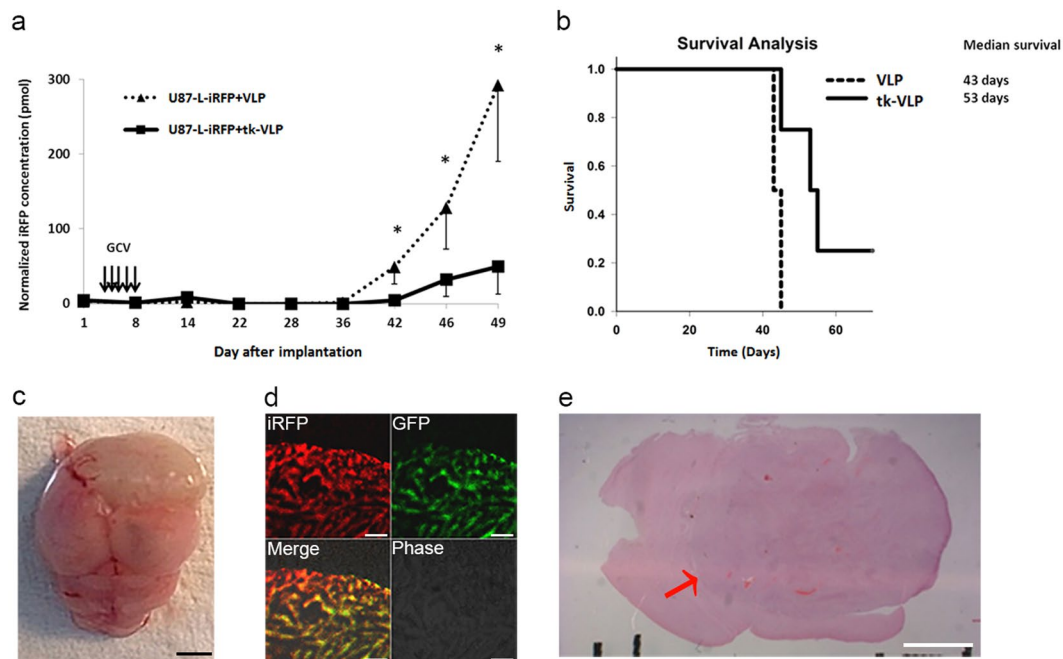 a
Normalized iRFP concentration (pmol)
300
200
100
0
U87-L-iRFP+VLP
U87-L-iRFP+tk-VLP
GCV
*
*
*
1 8 14 22 28 36 42 46 49
Day after implantation
b
Survival Analysis
Median survival
VLP 43 days
tk-VLP 53 days
Survival
1.0
0.8
0.6
0.4
0.2
0.0
0 20 40 60
Time (Days)
c
d
iRFP GFP
Merge Phase
e